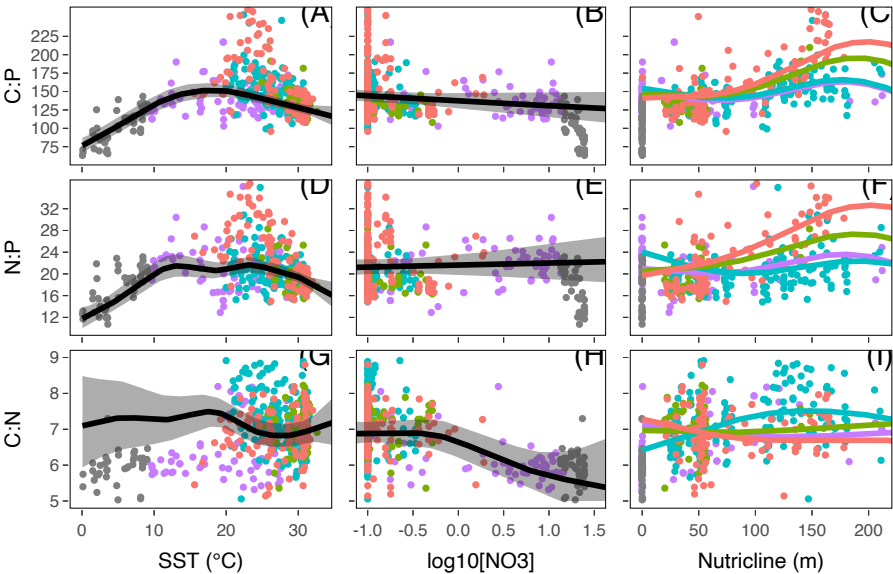 (A
(B
(C
225
200
175
150
125
100
75
C:P
(D
(E
(F
32
28
24
20
16
12
N:P
(G
(H
(I)
9
8
7
6
5
C:N
0 10 20 30
-1.0 -0.5 0.0 0.5 1.0 1.5
0 50 100 150 200
SST (°C)
log10[NO3]
Nutricline (m)